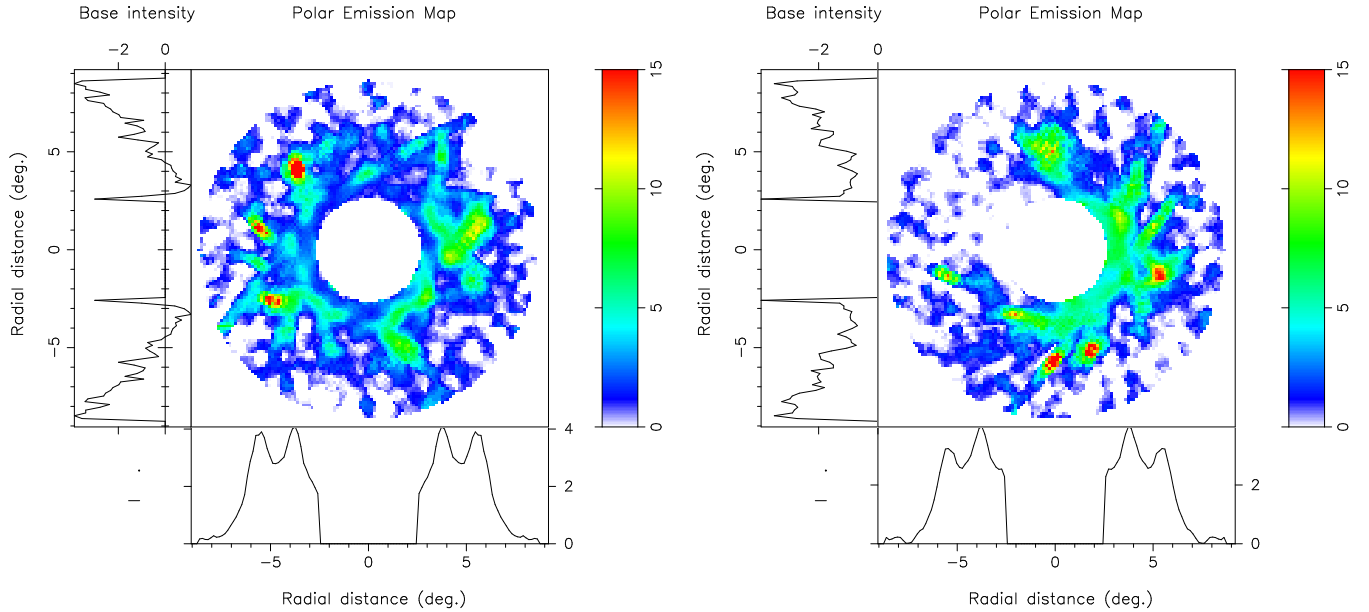 Base intensity Polar Emission Map Base intensity Polar Emission Map
−2 0 −2 0
15 15
10 10
5 5
0 0
Radial distance (deg.) Radial distance (deg.)
5 0 −5 5 0 −5
4
2 2
0 0
−5 0 5 −5 0 5
Radial distance (deg.) Radial distance (deg.)